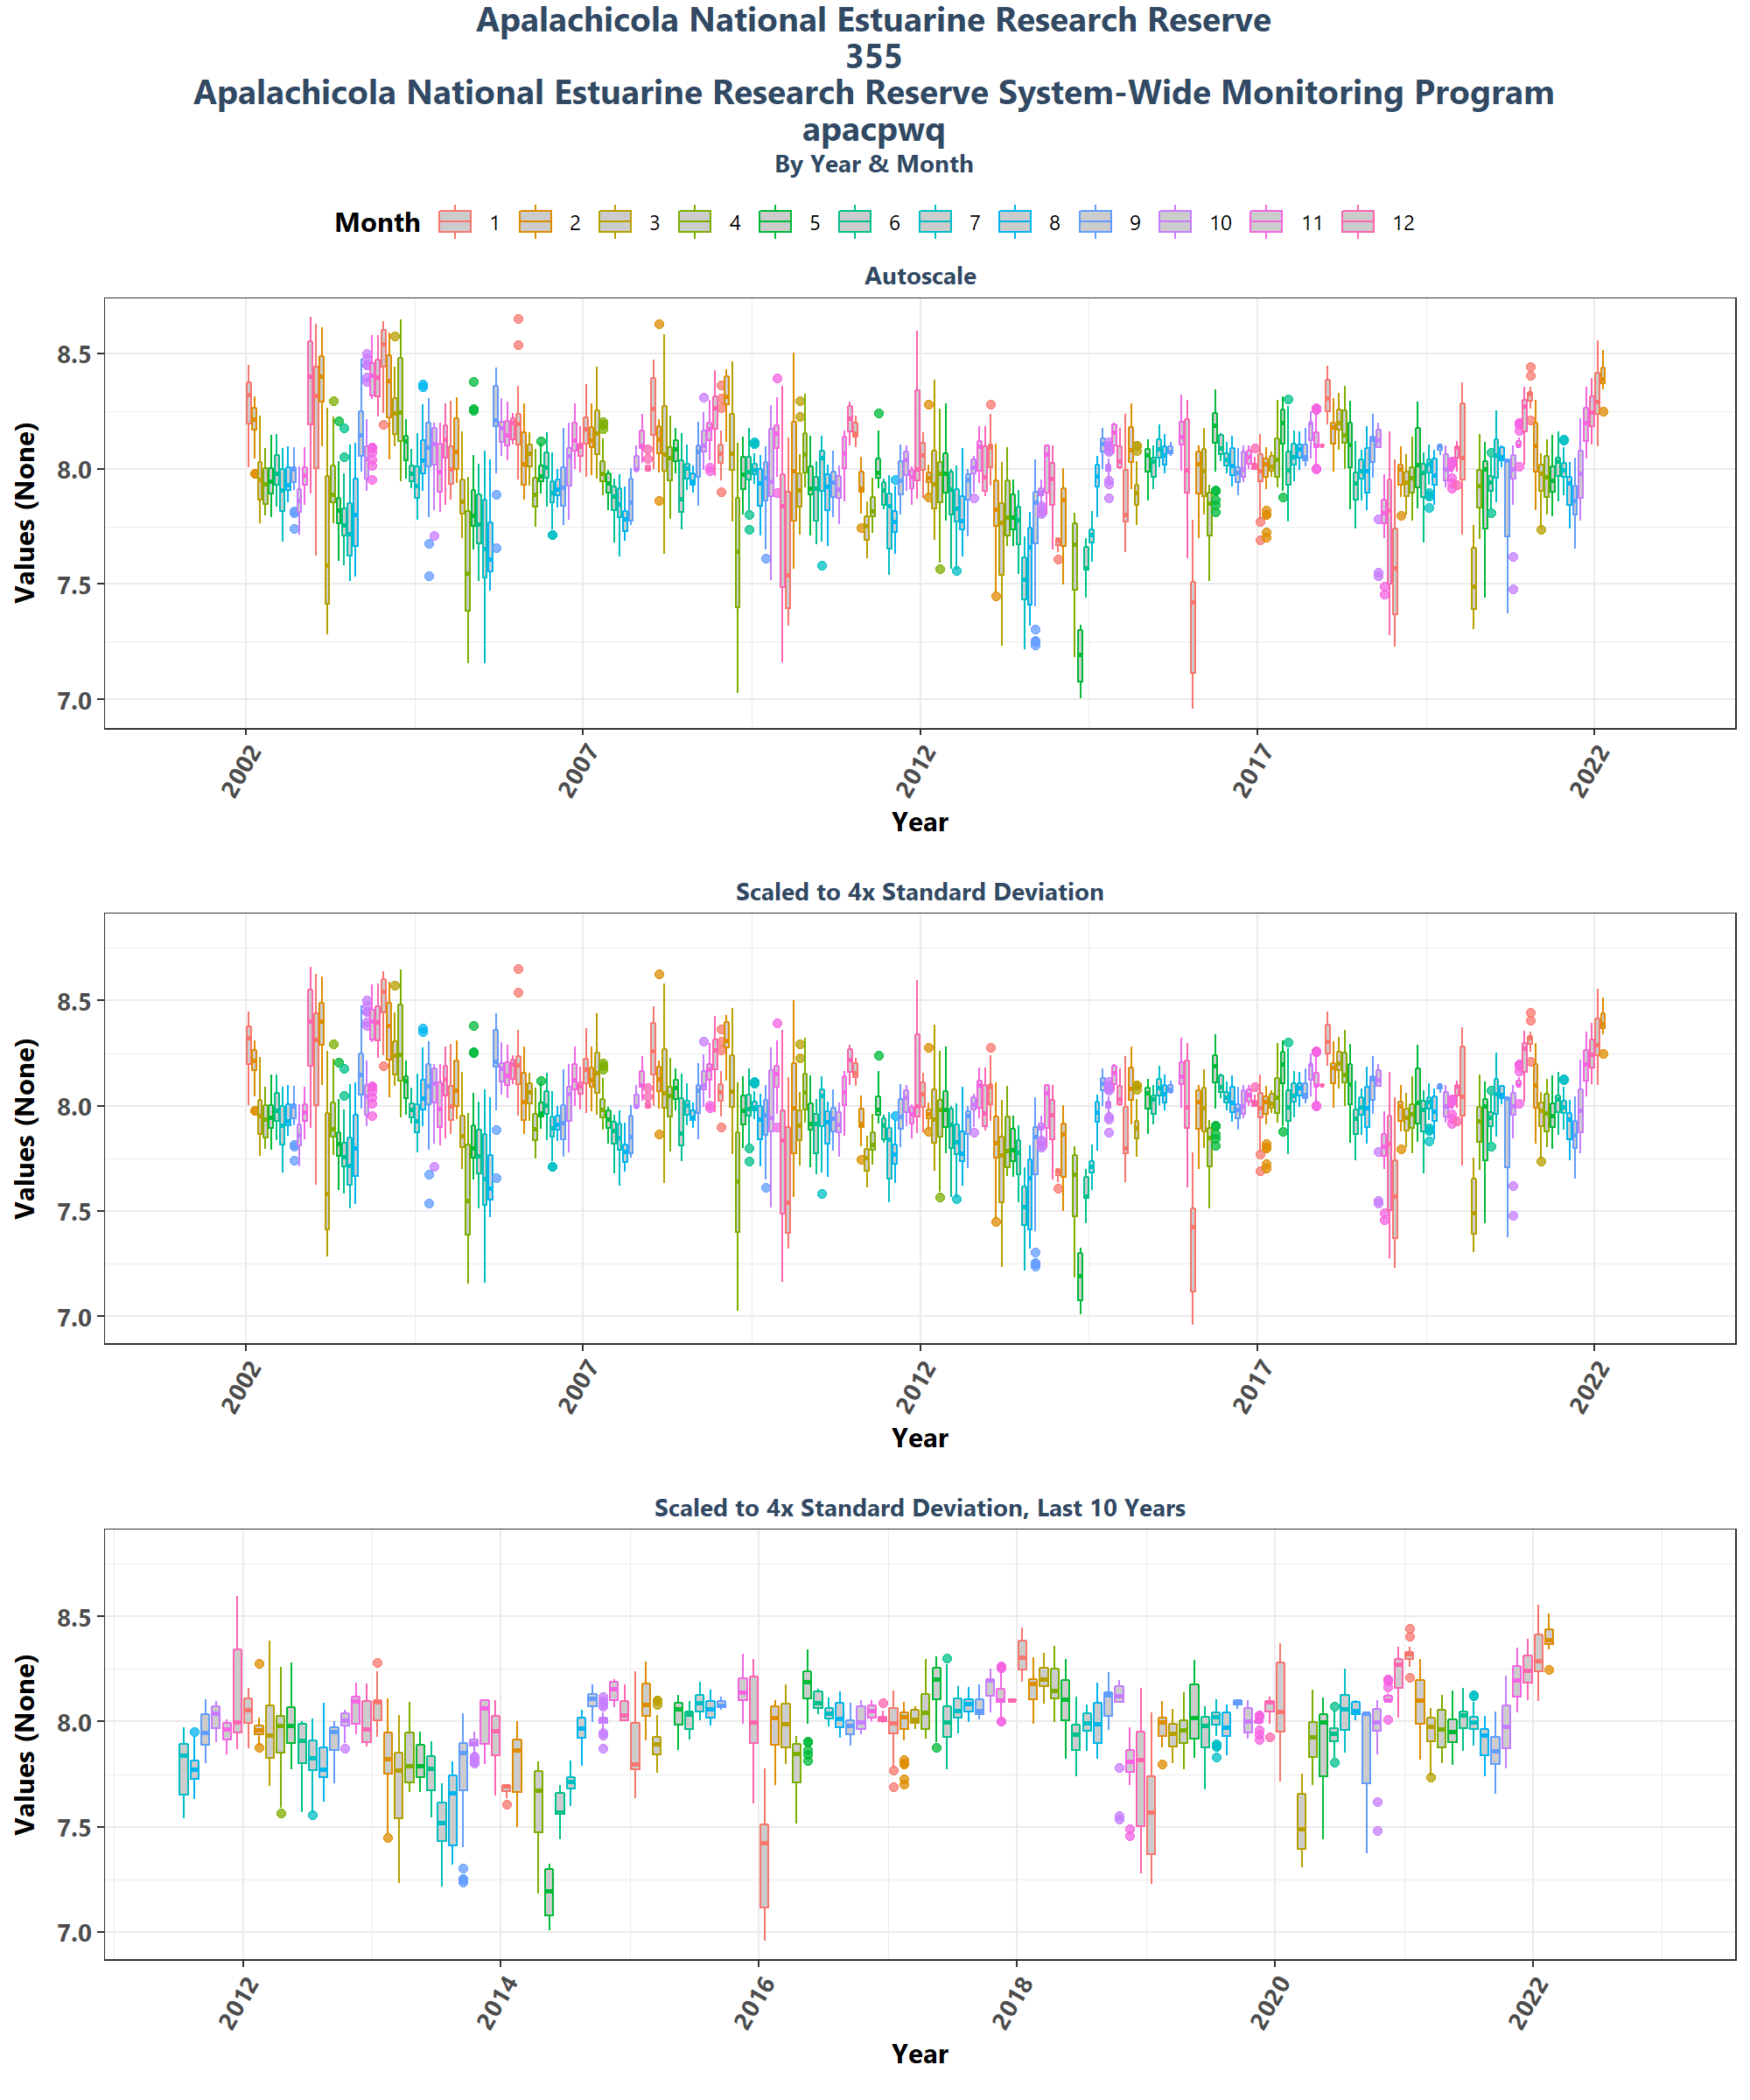 Apalachicola National Estuarine Research Reserve
355
Apalachicola National Estuarine Research Reserve System-Wide Monitoring Program
apacpwq
By Year & Month
Month 1 2 3 4 5 6 7 8 9 10 11 12
Autoscale
Values (None)
8.5
8.0
7.5
7.0
2002 2007 2012 2017 2022
Year
Scaled to 4x Standard Deviation
Values (None)
8.5
8.0
7.5
7.0
2002 2007 2012 2017 2022
Year
Scaled to 4x Standard Deviation, Last 10 Years
Values (None)
8.5
8.0
7.5
7.0
2012 2014 2016 2018 2020 2022
Year